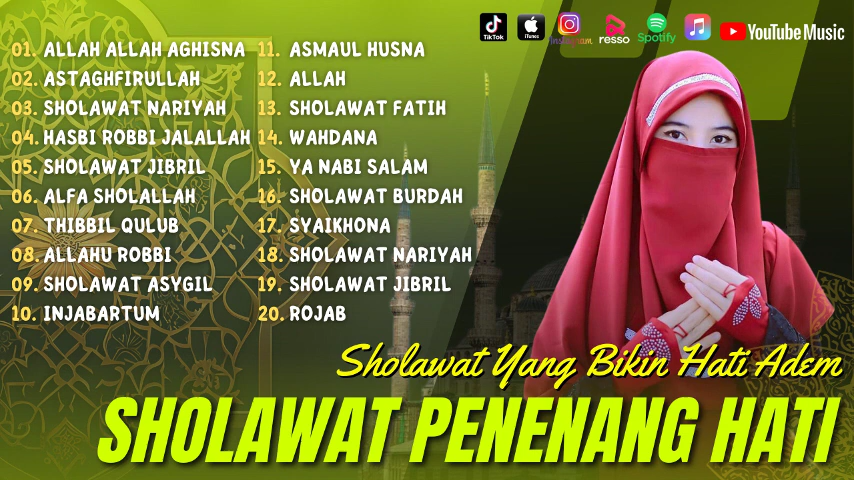 TikTok
iTunes
Instagram
resso
Spotify
YouTube Music
01. ALLAH ALLAH AGHISNA
02. ASTAGHFIRULLAH
03. SHOLAWAT NARIYAH
04. HASBI ROBBI JALALLAH
05. SHOLAWAT JIBRIL
06. ALFA SHOLALLAH
07. THIBBIL QULUB
08. ALLAHU ROBBI
09. SHOLAWAT ASYGIL
10. INJABARTUM
11. ASMAUL HUSNA
12. ALLAH
13. SHOLAWAT FATIH
14. WAHDANA
15. YA NABI SALAM
16. SHOLAWAT BURDAH
17. SYAIKHONA
18. SHOLAWAT NARIYAH
19. SHOLAWAT JIBRIL
20. ROJAB
Sholawat Yang Bikin Hati Adem
SHOLAWAT PENENANG HATI